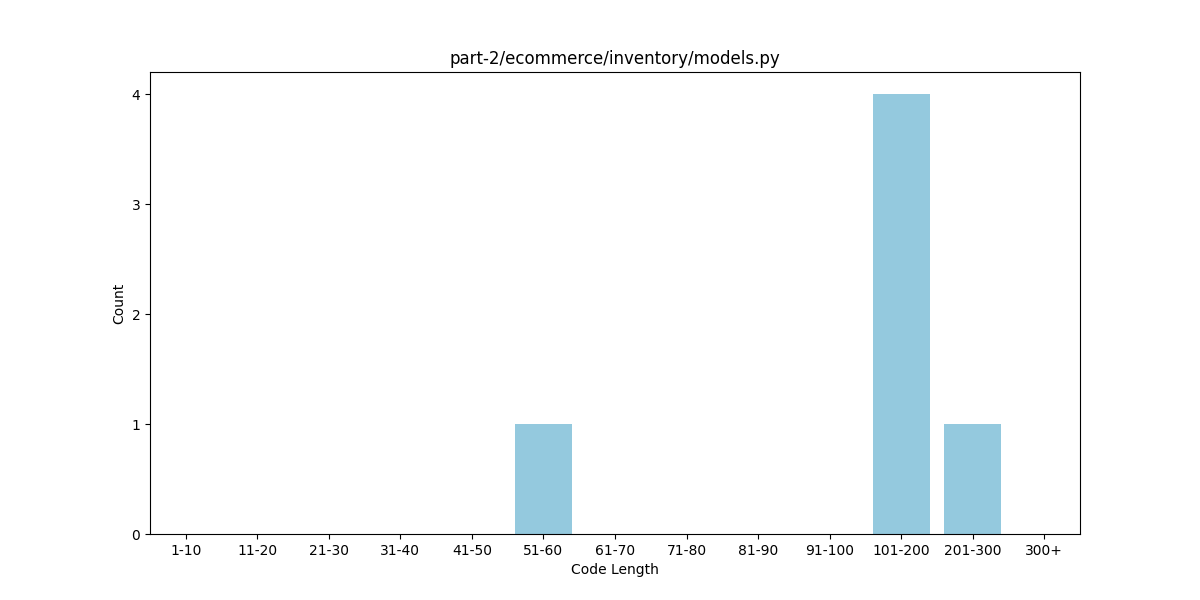 part-2/ecommerce/inventory/models.py
4
3
2
1
0
Count
1-10 11-20 21-30 31-40 41-50 51-60 61-70 71-80 81-90 91-100 101-200 201-300 300+
Code Length